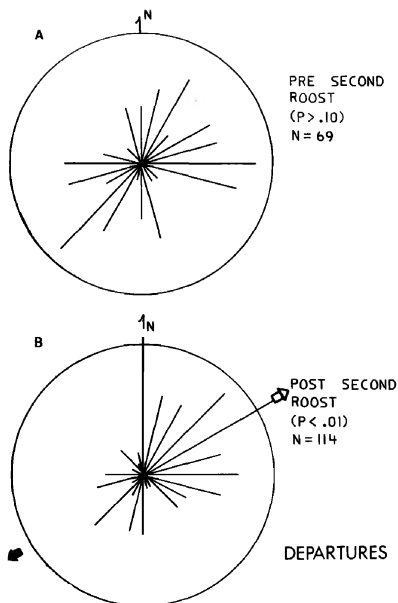 A
N
PRE SECOND
ROOST
(P>.10)
N=69
B
N
POST SECOND
ROOST
(P<.01)
N=114
DEPARTURES